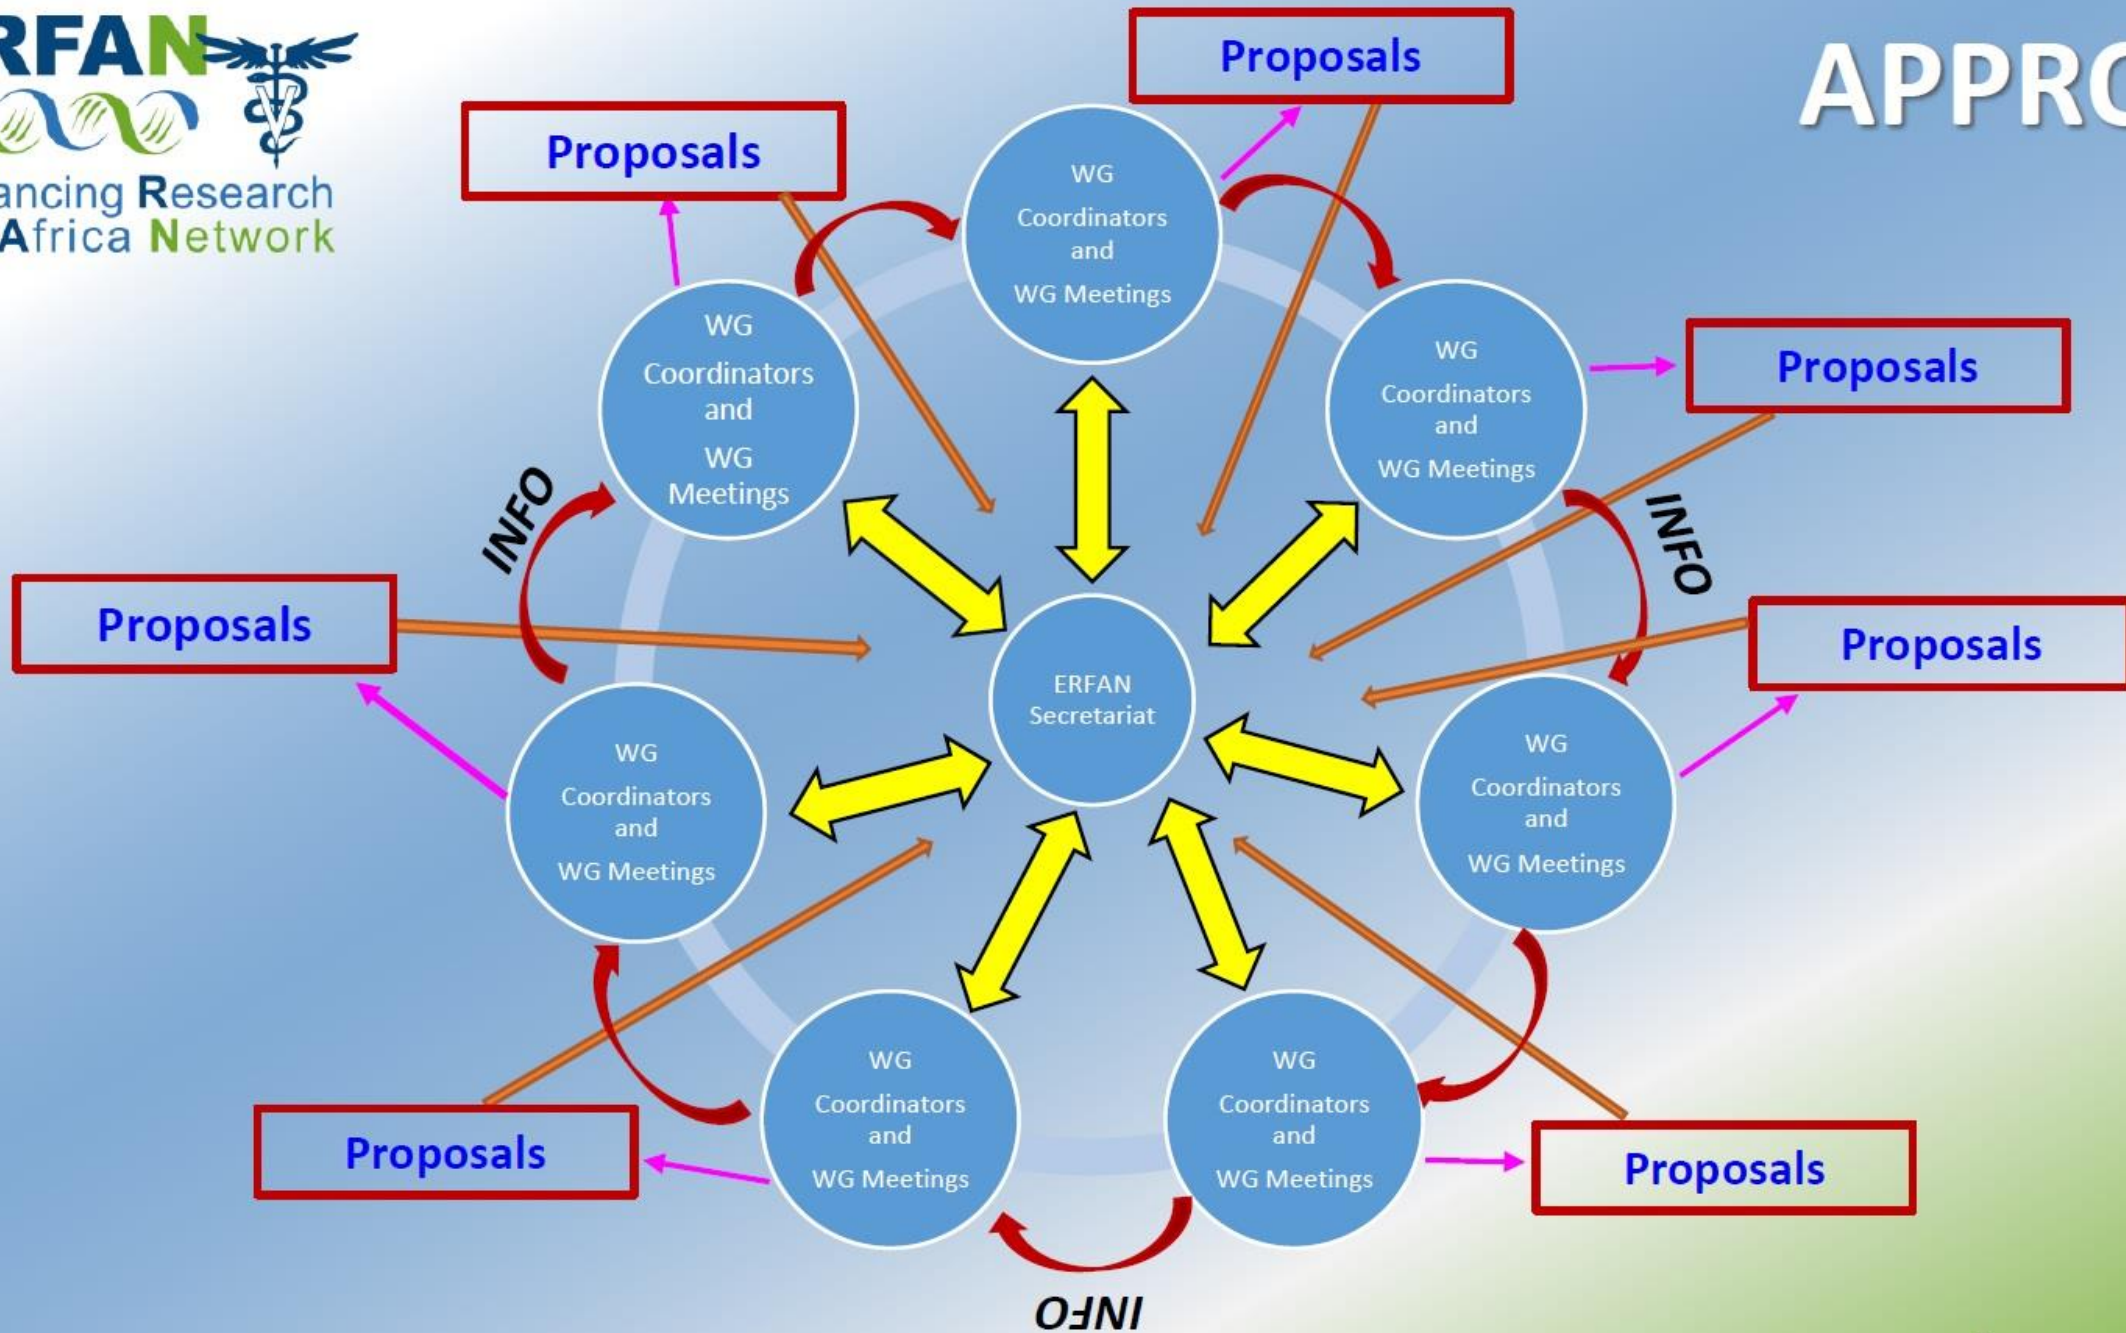 RFAN
ancing Research
Africa Network
APPRO
Proposals
Proposals
WG
Coordinators
and
WG Meetings
WG
Coordinators
and
WG
Meetings
WG
Coordinators
and
WG Meetings
Proposals
INFO
INFO
Proposals
Proposals
ERFAN
Secretariat
WG
Coordinators
and
WG Meetings
WG
Coordinators
and
WG Meetings
WG
Coordinators
and
WG Meetings
WG
Coordinators
and
WG Meetings
Proposals
Proposals
INFO